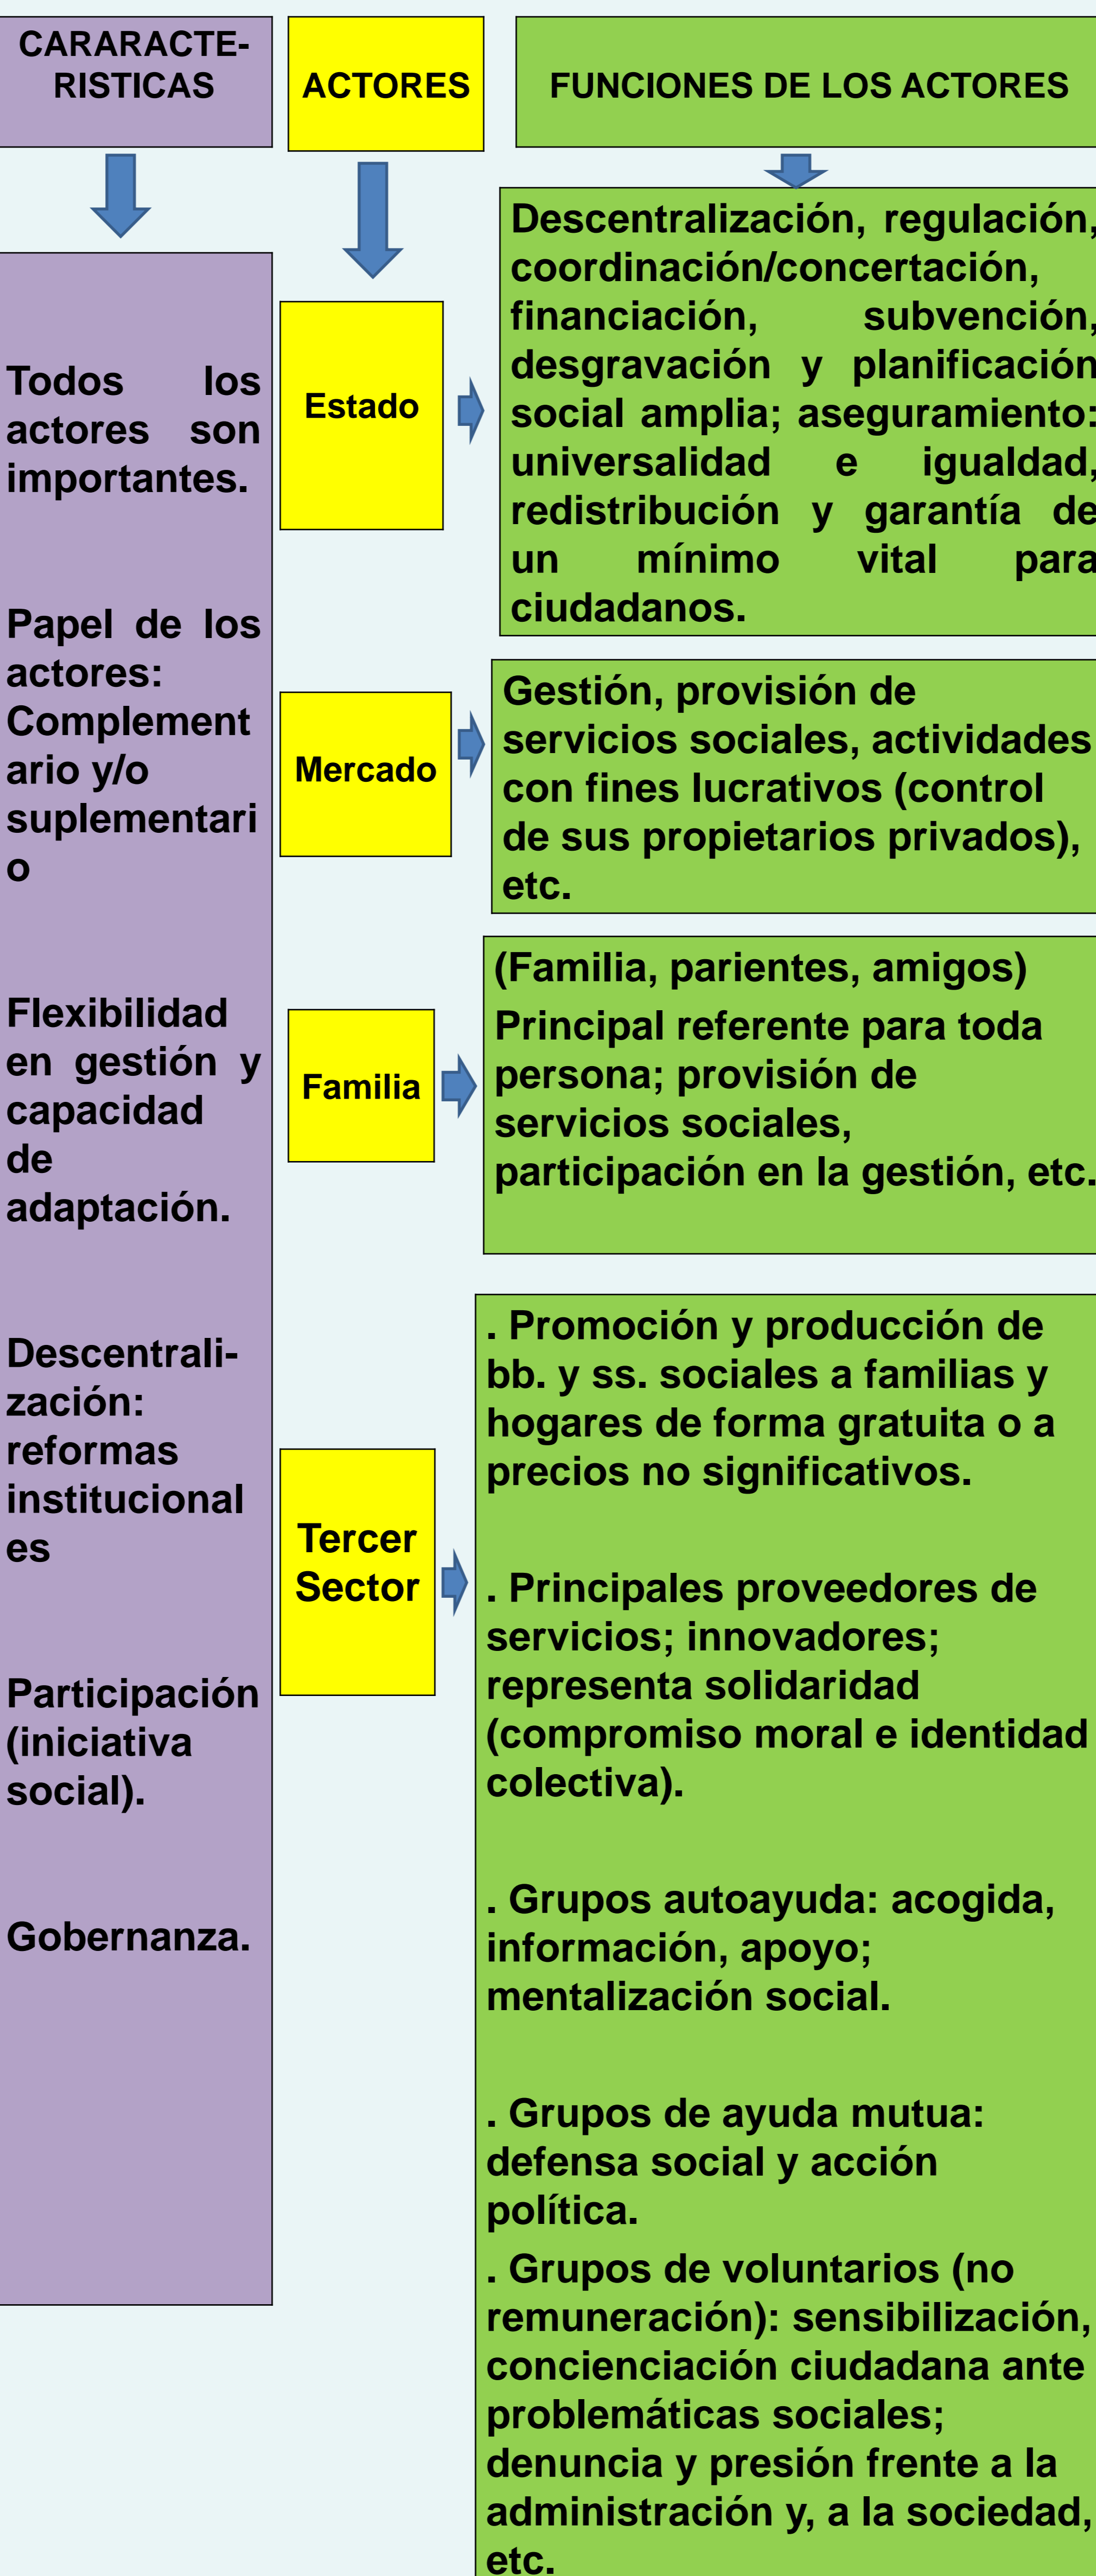 CARARACTE-
RISTICAS
ACTORES
FUNCIONES DE LOS ACTORES
Todos los
actores son
importantes.
Papel de los
actores:
Complement
ario y/o
suplementari
o
Flexibilidad
en gestión y
capacidad
de
adaptación.
Descentrali-
zación:
reformas
institucional
es
Participación
(iniciativa
social).
Gobernanza.
Estado
Descentralización, regulación,
coordinación/concertación,
financiación, subvención,
desgravación y planificación
social amplia; aseguramiento:
universalidad e igualdad,
redistribución y garantía de
un mínimo vital para
ciudadanos.
Mercado
Gestión, provisión de
servicios sociales, actividades
con fines lucrativos (control
de sus propietarios privados),
etc.
Familia
(Familia, parientes, amigos)
Principal referente para toda
persona; provisión de
servicios sociales,
participación en la gestión, etc.
Tercer
Sector
. Promoción y producción de
bb. y ss. sociales a familias y
hogares de forma gratuita o a
precios no significativos.
. Principales proveedores de
servicios; innovadores;
representa solidaridad
(compromiso moral e identidad
colectiva).
. Grupos autoayuda: acogida,
información, apoyo;
mentalización social.
. Grupos de ayuda mutua:
defensa social y acción
política.
. Grupos de voluntarios (no
remuneración): sensibilización,
concienciación ciudadana ante
problemáticas sociales;
denuncia y presión frente a la
administración y, a la sociedad,
etc.